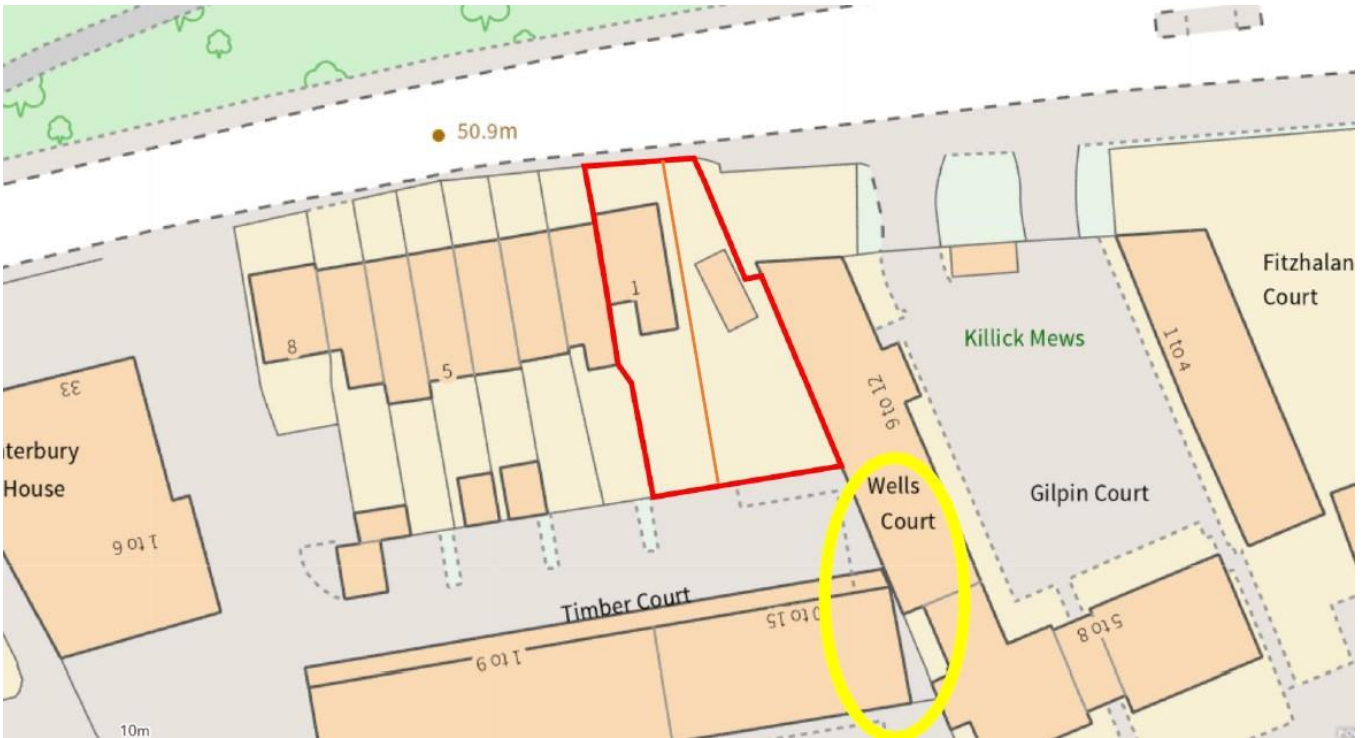 50.9m
1
8
5
33
terbury
House
1 to 6
9 to 12
Wells
Court
Killick Mews
Gilpin Court
1 to 4
Fitzhalan
Court
Timber Court
1 to 9
0 to 15
5 to 8
10m